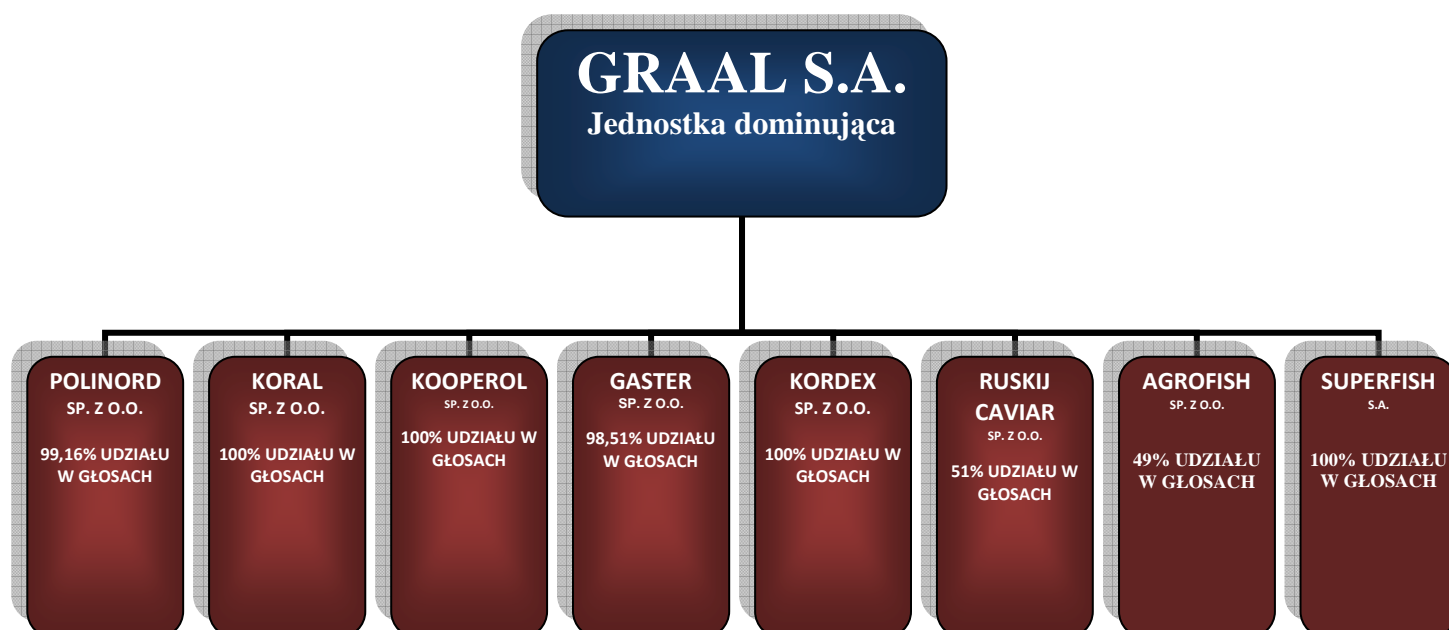 GRAAL S.A.
Jednostka dominująca
POLINORD
SP. Z O.O.
99,16% UDZIAŁU
W GŁOSACH
KORAL
SP. Z O.O.
100% UDZIAŁU W
GŁOSACH
KOOPEROL
SP. Z O.O.
100% UDZIAŁU W
GŁOSACH
GASTER
SP. Z O.O.
98,51% UDZIAŁU
W GŁOSACH
KORDEX
SP. Z O.O.
100% UDZIAŁU W
GŁOSACH
RUSKIJ
CAVIAR
SP. Z O.O.
51% UDZIAŁU W
GŁOSACH
AGROFISH
SP. Z O.O.
49% UDZIAŁU
W GŁOSACH
SUPERFISH
S.A.
100% UDZIAŁU
W GŁOSACH